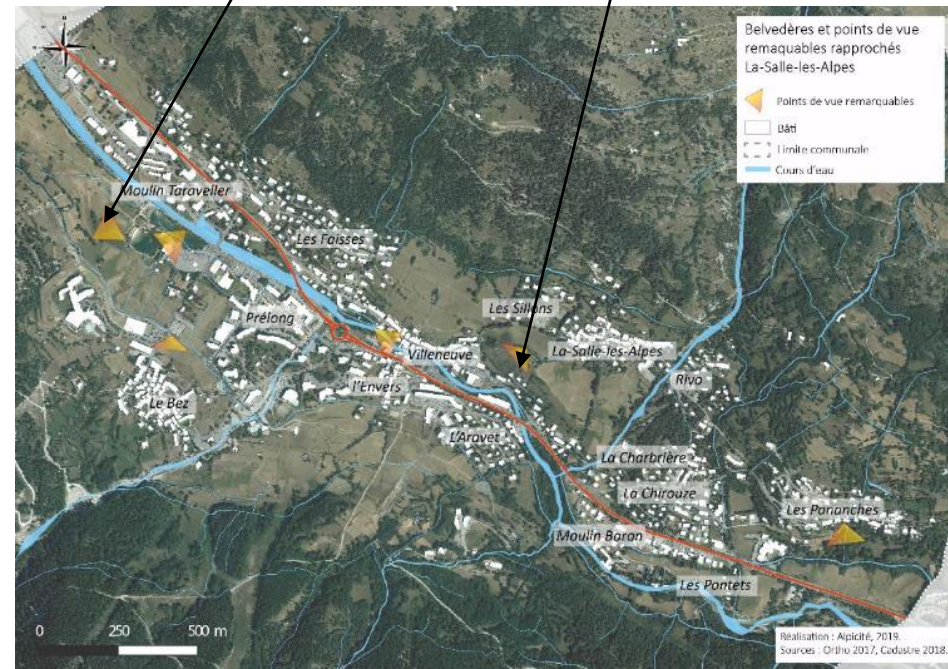 Belvedères et points de vue
remaquables rapprochés
La-Salle-les-Alpes
Points de vue remarquables
Bâti
Limite communale
Cours d'eau
Moulin Taraveller
Les Faisses
Les Sillons
Prélong
Villeneuve
La-Salle-les-Alpes
Rivo
l'Envers
Le Bez
L'Aravet
La Charbrière
La Chirouze
Les Pananches
Moulin Baron
Les Pontets
0 250 500 m
Réalisation : Alpicité, 2019.
Sources : Ortho 2017, Cadastre 2018.